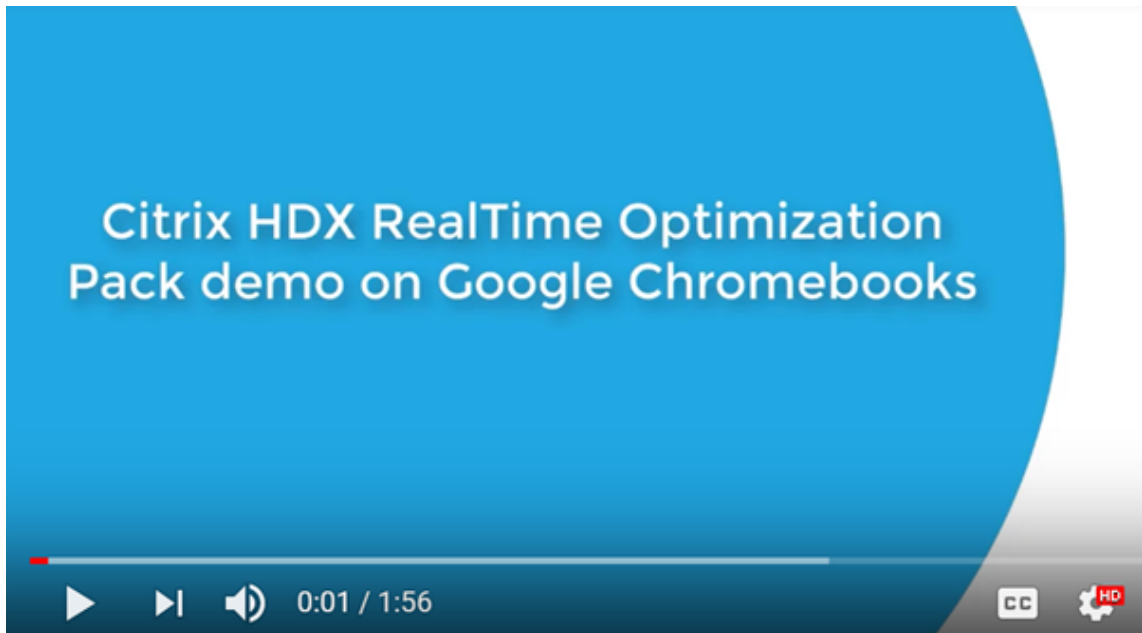 Citrix HDX RealTime Optimization
Pack demo on Google Chromebooks
0:01 / 1:56
CC
HD